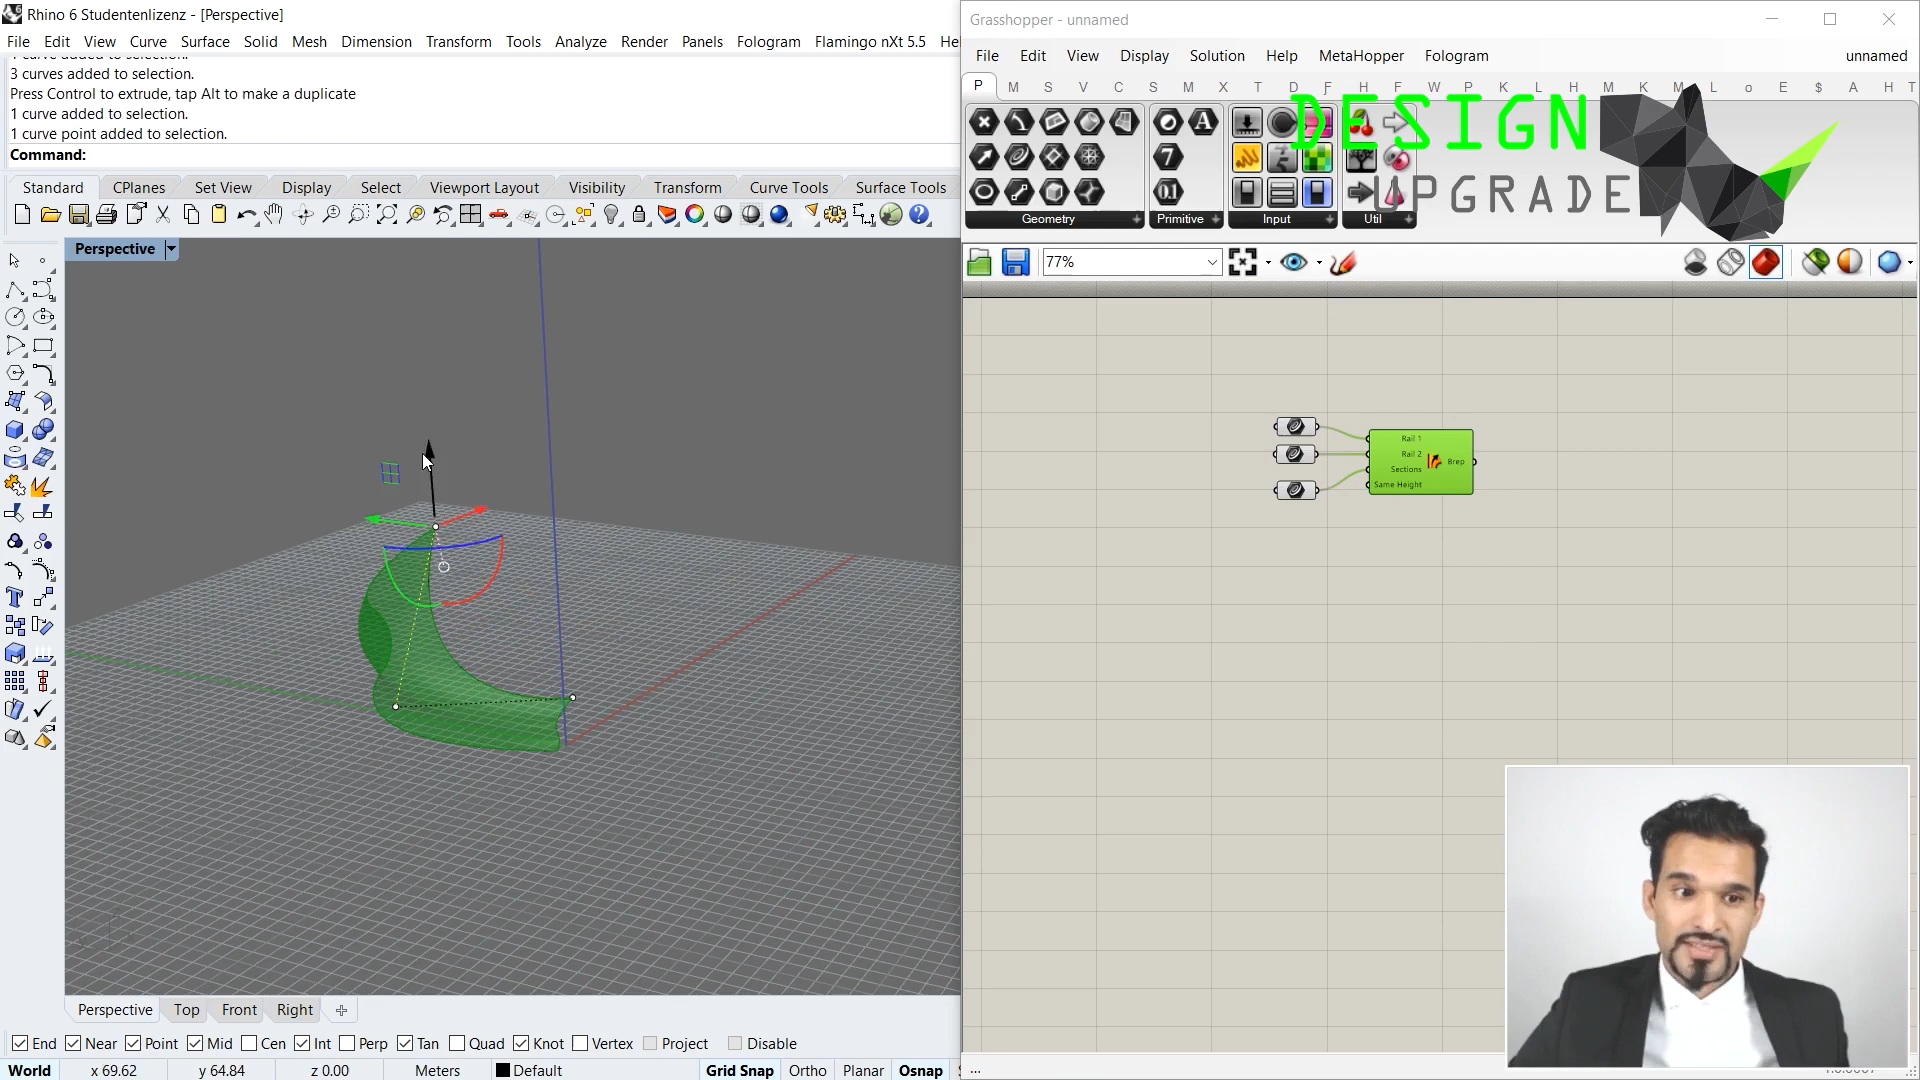 Rhino 6 Studentenlizenz - [Perspective]
File Edit View Curve Surface Solid Mesh Dimension Transform Tools Analyze Render Panels Fologram Flamingo nXt 5.5
3 curves added to selection.
Press Control to extrude, tap Alt to make a duplicate
1 curve added to selection.
1 curve point added to selection.
Command:
Standard CPlanes Set View Display Select Viewport Layout Visibility Transform Curve Tools Surface Tools
Perspective
Perspective Top Front Right
End Near Point Mid Cen Int Perp Tan Quad Knot Vertex Project Disable
World x 69.62 y 64.84 z 0.00 Meters Default Grid Snap Ortho Planar Osnap
Grasshopper - unnamed
File Edit View Display Solution Help MetaHopper Fologram unnamed
P M S V C S M X T D F H F W P K L H M K M L o E $ A H T
DESIGN
UPGRADE
Geometry Primitive Input Util
77%
Rail 1
Rail 2
Sections
Same Height
Brep
...